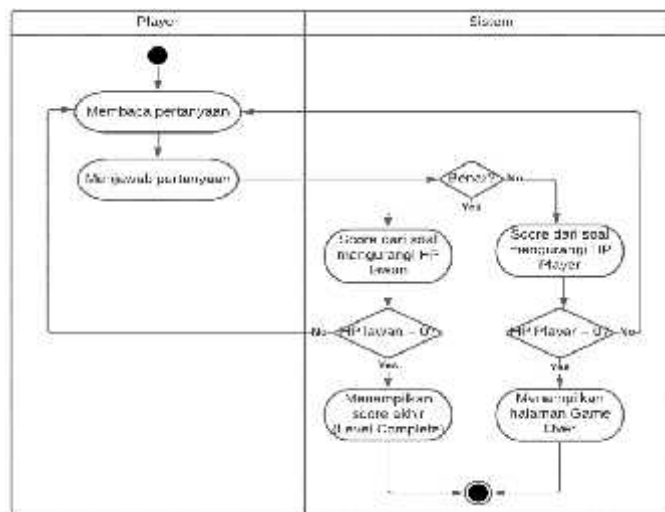 Player
Sistem
Membaca pertanyaan
Menjawab pertanyaan
Benar?
No
Yes
Score dari soal
mengurangi HP
lawan
Score dari soal
mengurangi HP
Player
No
HP lawan = 0?
HP Player = 0?
No
Yes
Yes
Menampilkan
score akhir
(Level Complete)
Menampilkan
halaman Game
Over